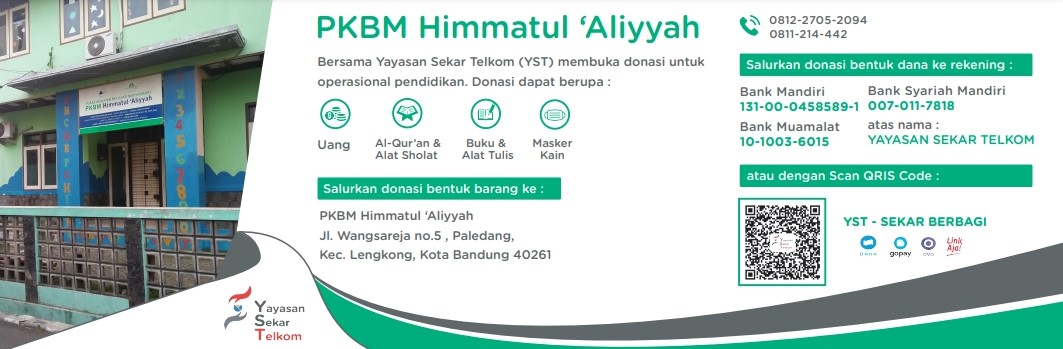 PKBM Himmatul ‘Aliyyah
PKBM Himmatul ‘Aliyyah
Bersama Yayasan Sekar Telkom (YST) membuka donasi untuk
operasional pendidikan. Donasi dapat berupa :
Uang
Al-Qur’an &
Alat Sholat
Buku &
Alat Tulis
Masker
Kain
Salurkan donasi bentuk barang ke :
PKBM Himmatul ‘Aliyyah
Jl. Wangsareja no.5 , Paledang,
Kec. Lengkong, Kota Bandung 40261
Yayasan
Sekar
Telkom
0812-2705-2094
0811-214-442
Salurkan donasi bentuk dana ke rekening :
Bank Mandiri
131-00-0458589-1
Bank Syariah Mandiri
007-011-7818
Bank Muamalat
10-1003-6015
atas nama :
YAYASAN SEKAR TELKOM
atau dengan Scan QRIS Code :
YST - SEKAR BERBAGI
DANA
gopay
OVO
Link
Aja!